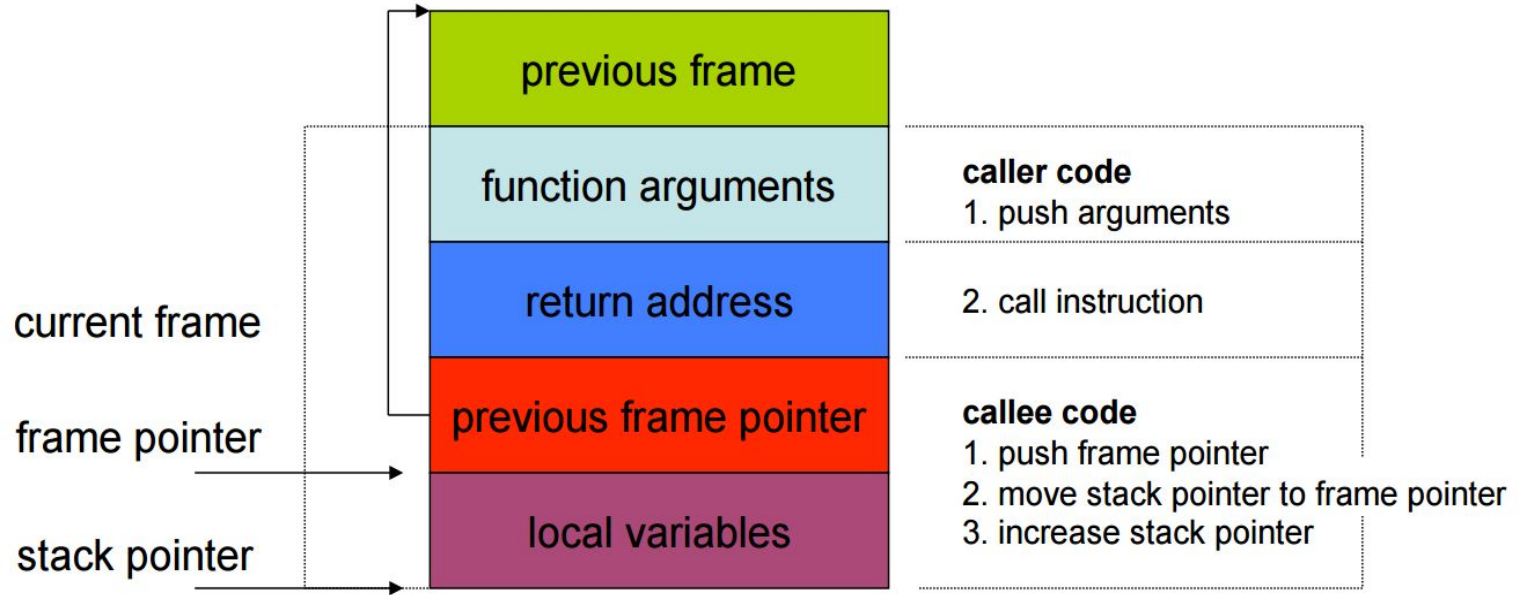 previous frame
function arguments
return address
previous frame pointer
local variables
current frame
frame pointer
stack pointer
caller code
1. push arguments
2. call instruction
callee code
1. push frame pointer
2. move stack pointer to frame pointer
3. increase stack pointer